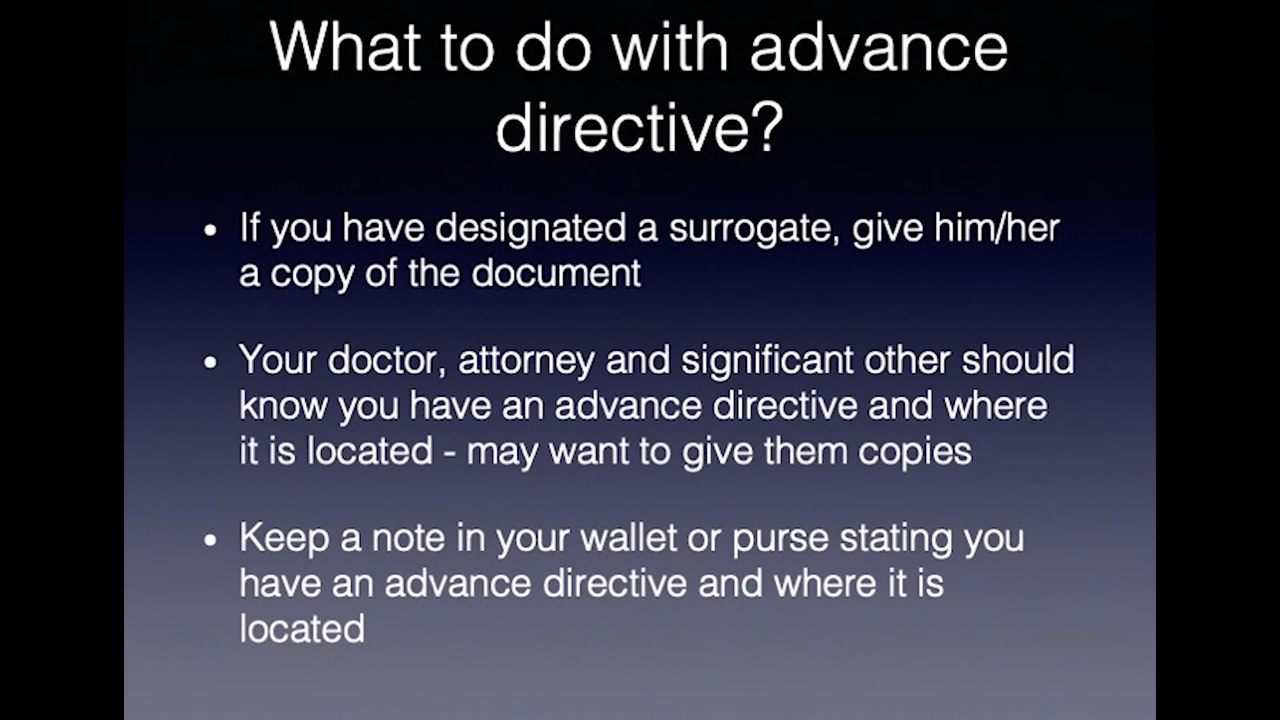 What to do with advance
directive?
• If you have designated a surrogate, give him/her
a copy of the document
• Your doctor, attorney and significant other should
know you have an advance directive and where
it is located - may want to give them copies
• Keep a note in your wallet or purse stating you
have an advance directive and where it is
located